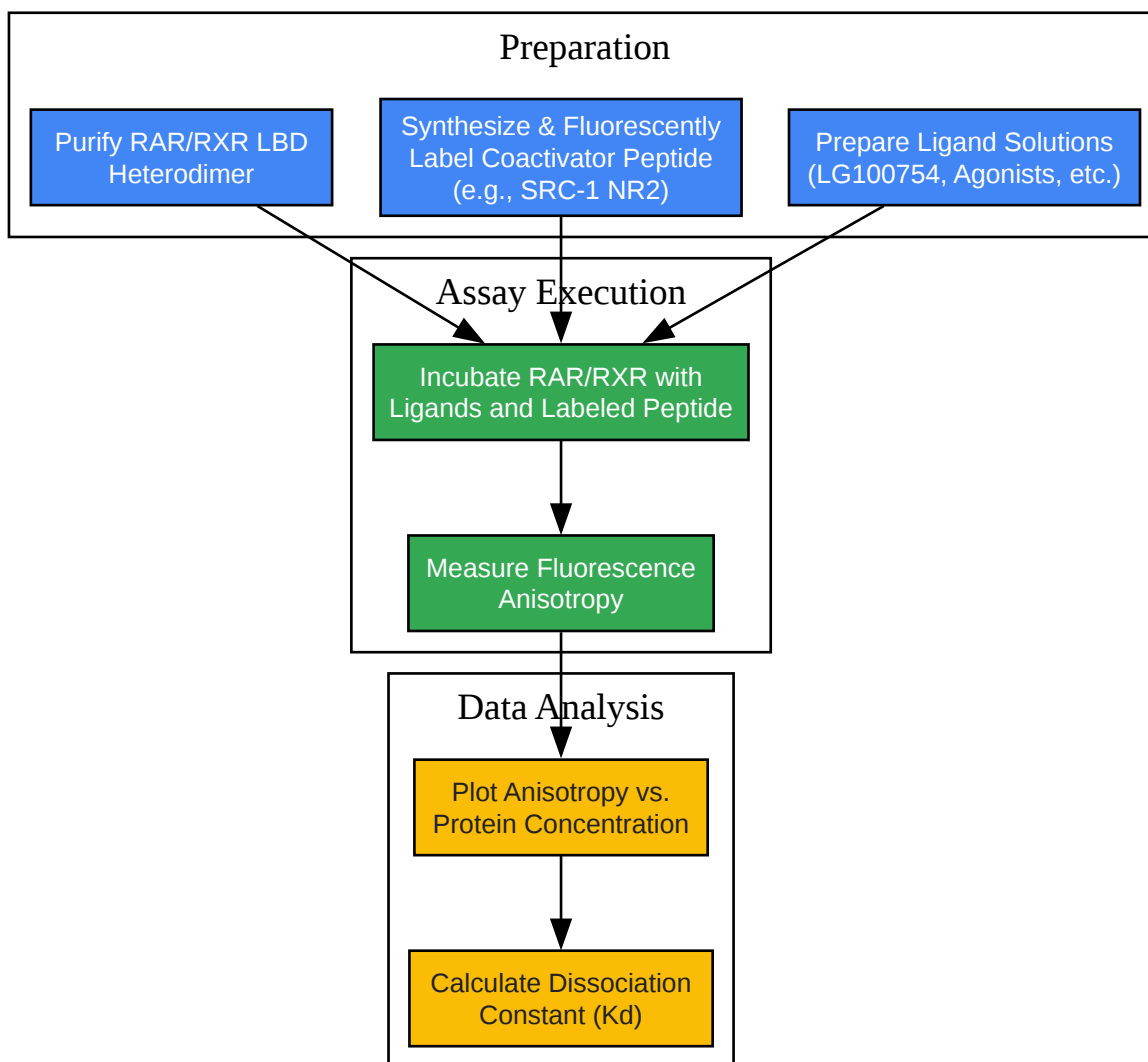 Preparation
Purify RAR/RXR LBD
Heterodimer
Synthesize & Fluorescently
Label Coactivator Peptide
(e.g., SRC-1 NR2)
Prepare Ligand Solutions
(LG100754, Agonists, etc.)
Assay Execution
Incubate RAR/RXR with
Ligands and Labeled Peptide
Measure Fluorescence
Anisotropy
Data Analysis
Plot Anisotropy vs.
Protein Concentration
Calculate Dissociation
Constant (Kd)